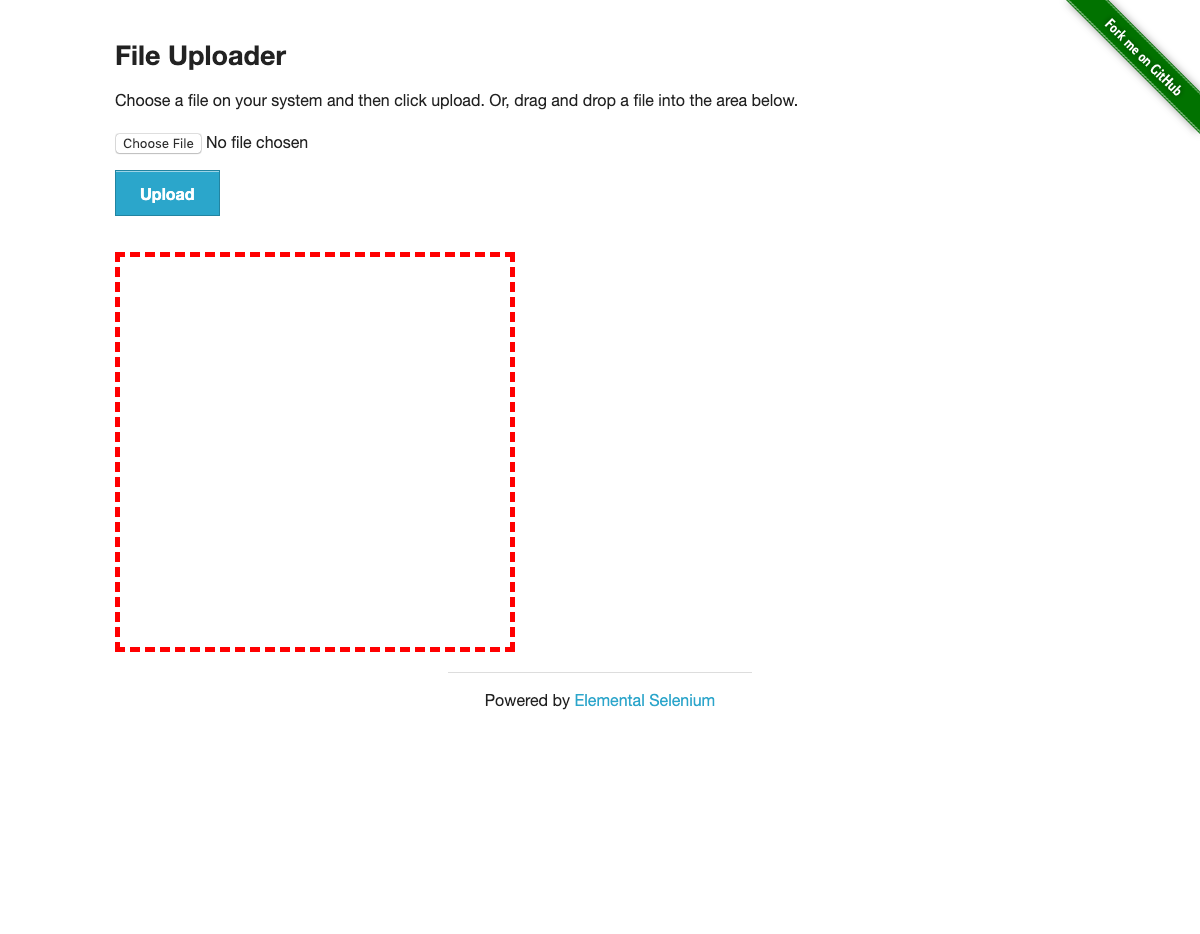 File Uploader
Fork me on GitHub
Choose a file on your system and then click upload. Or, drag and drop a file into the area below.
Choose File No file chosen
Upload
Powered by Elemental Selenium